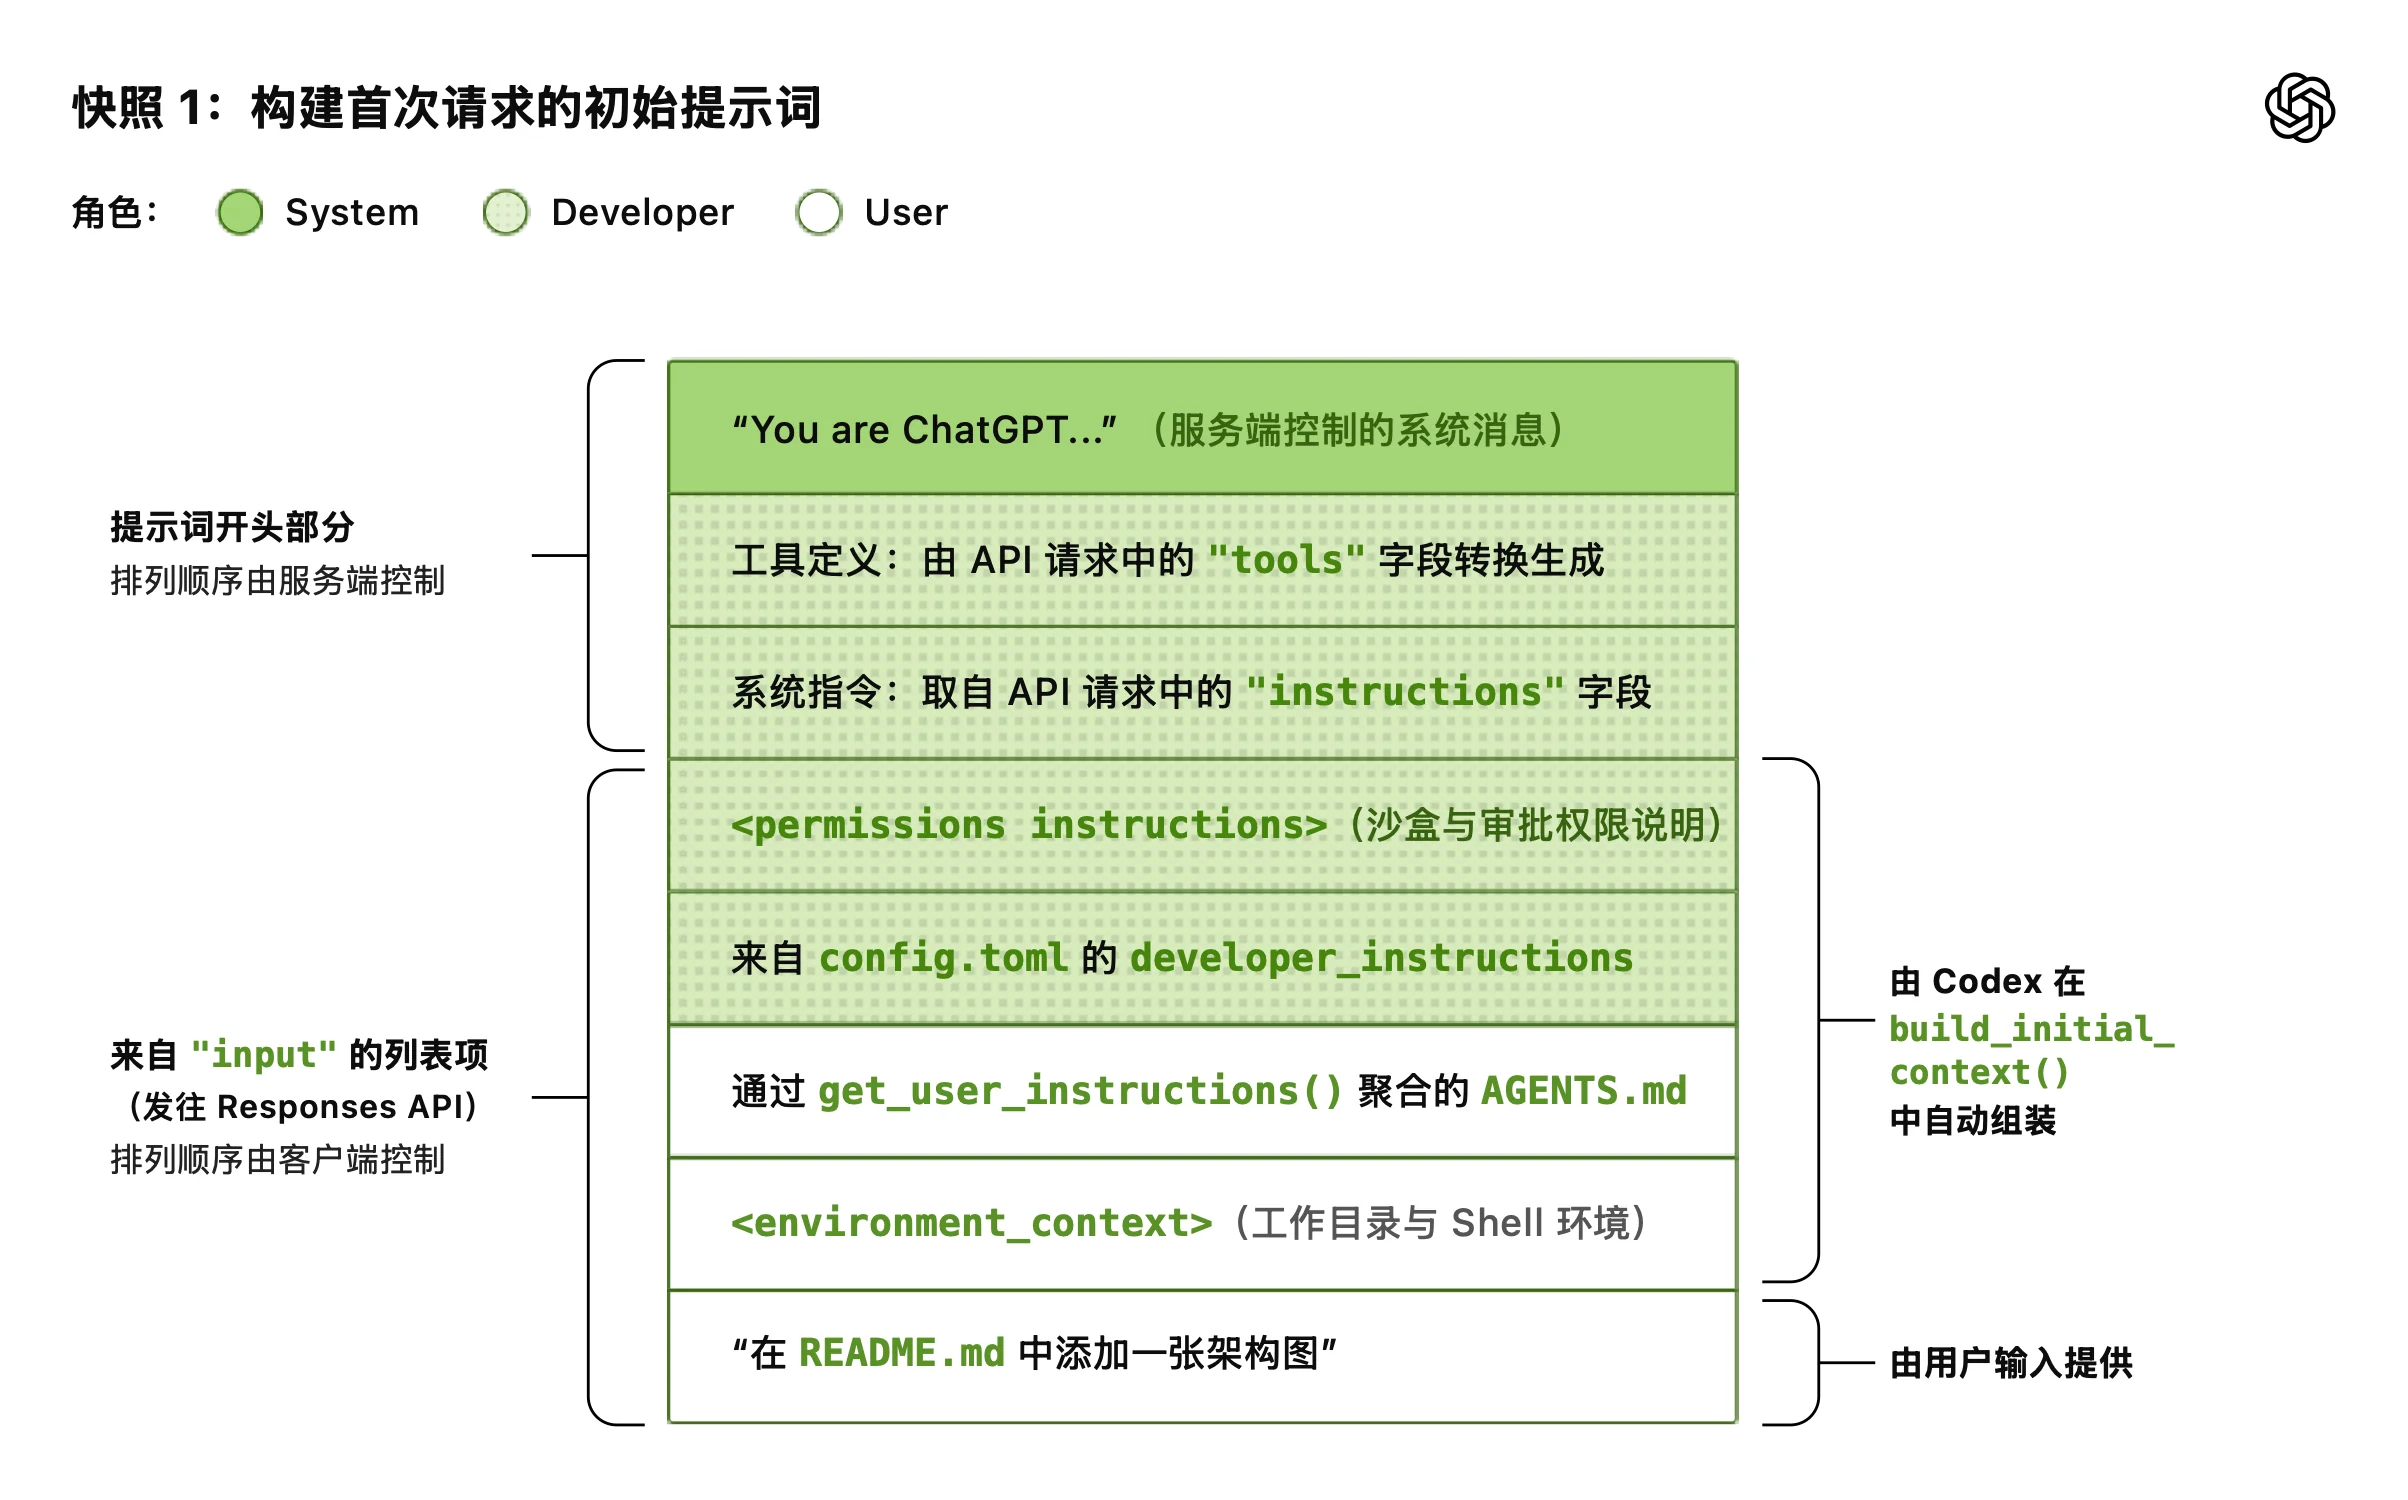 快照 1：构建首次请求的初始提示词
角色：
System
Developer
User
“You are ChatGPT...”（服务端控制的系统消息）
工具定义：由 API 请求中的 "tools" 字段转换生成
系统指令：取自 API 请求中的 "instructions" 字段
提示词开头部分
排列顺序由服务端控制
<permissions instructions>（沙盒与审批权限说明）
来自 config.toml 的 developer_instructions
通过 get_user_instructions() 聚合的 AGENTS.md
<environment_context>（工作目录与 Shell 环境）
“在 README.md 中添加一张架构图”
来自 "input" 的列表项
（发往 Responses API）
排列顺序由客户端控制
由 Codex 在
build_initial_
context()
中自动组装
由用户输入提供